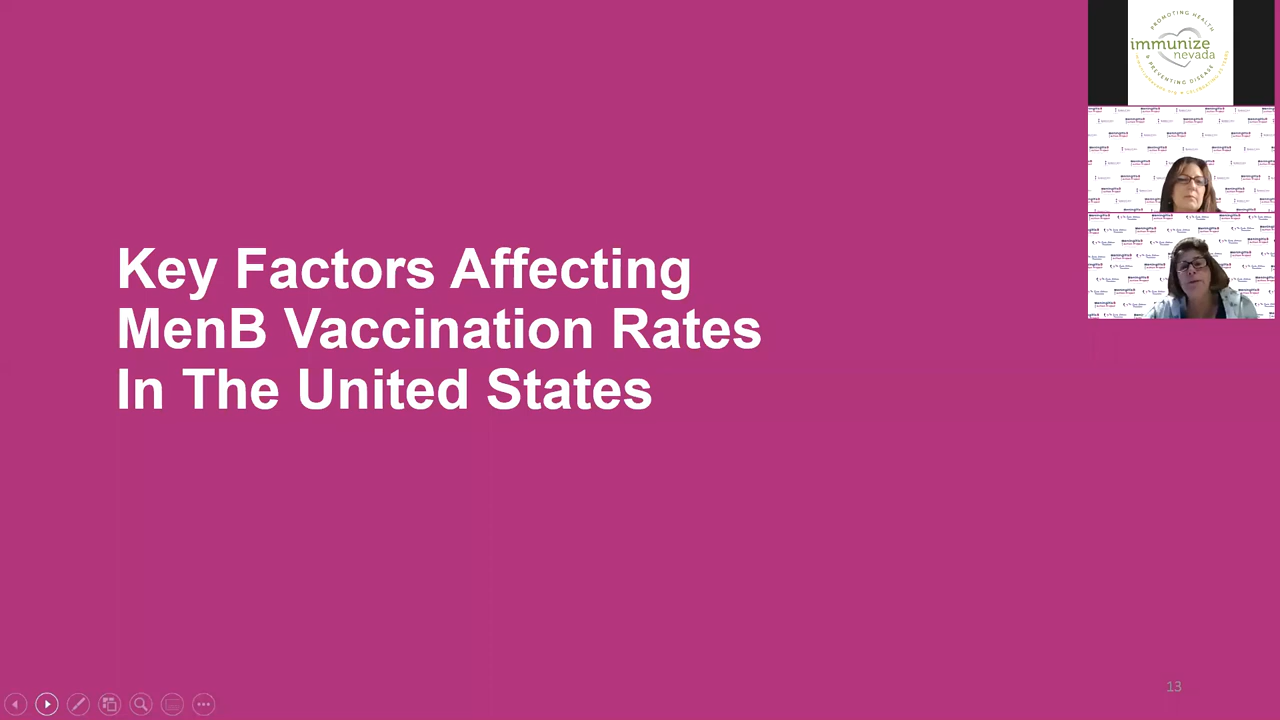 Key Factors Affecting
MenB Vaccination Rates
In The United States
PROMOTING HEALTH
immunize
nevada
& PREVENTING DISEASE
13